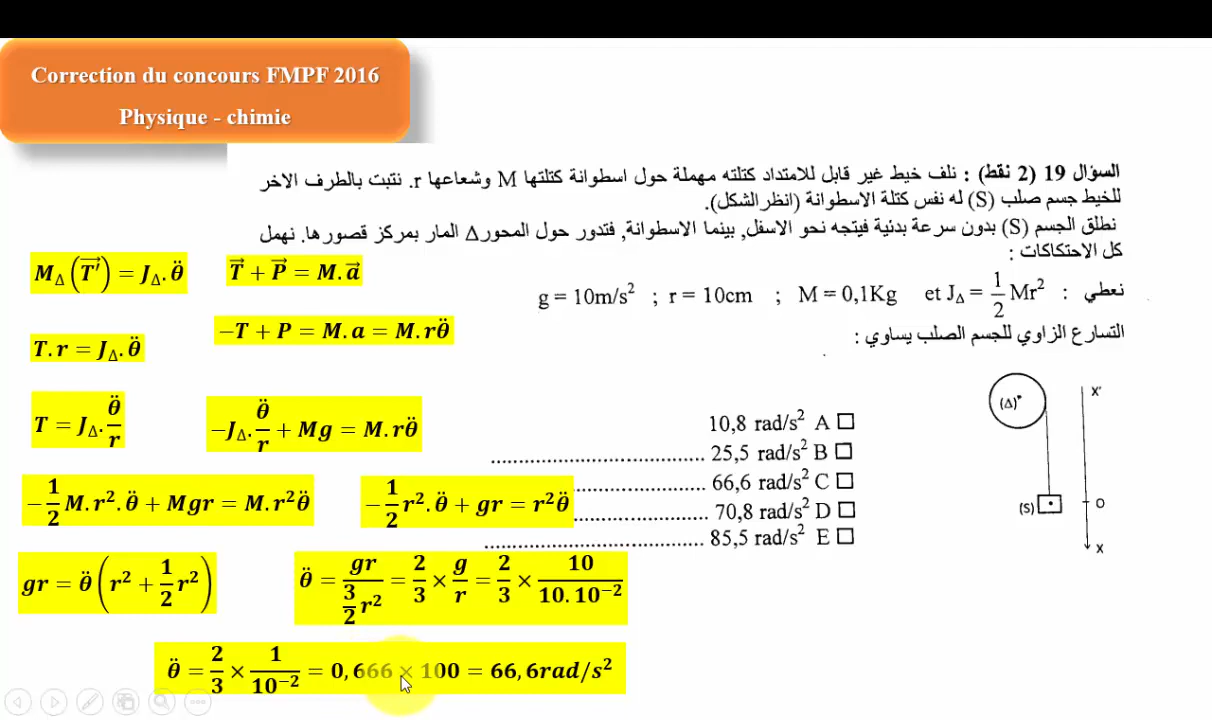 Correction du concours FMPF 2016
Physique - chimie
السؤال 19 (2 نقط) : نلف خيط غير قابل للامتداد كتلته مهملة حول اسطوانة كتلتها M وشعاعها r. نتبت بالطرف الاخر
للخيط جسم صلب (S) له نفس كتلة الاسطوانة (انظر الشكل).
نطلق الجسم (S) بدون سرعة بدئية فيتجه نحو الاسفل, بينما الاسطوانة, فتدور حول المحور Δ المار بمركز قصورها. نهمل
كل الاحتكاكات :
نعطي : g = 10m/s² ; r = 10cm ; M = 0,1Kg et J_Δ = 1/2 Mr²
التسارع الزاوي للجسم الصلب يساوي :
10,8 rad/s² A □
.................................... 25,5 rad/s² B □
.................... 66,6 rad/s² C □
.................... 70,8 rad/s² D □
.................................... 85,5 rad/s² E □
(Δ)
X'
(S)
O
X
M_Δ(T⃗') = J_Δ.θ̈
T⃗ + P⃗ = M.a⃗
−T + P = M.a = M.rθ̈
T.r = J_Δ.θ̈
T = J_Δ.θ̈/r
−J_Δ.θ̈/r + Mg = M.rθ̈
−1/2 M.r².θ̈ + Mgr = M.r²θ̈
−1/2 r².θ̈ + gr = r²θ̈
gr = θ̈(r² + 1/2 r²)
θ̈ = gr/(3/2 r²) = 2/3 × g/r = 2/3 × 10/10.10⁻²
θ̈ = 2/3 × 1/10⁻² = 0,666 × 100 = 66,6rad/s²